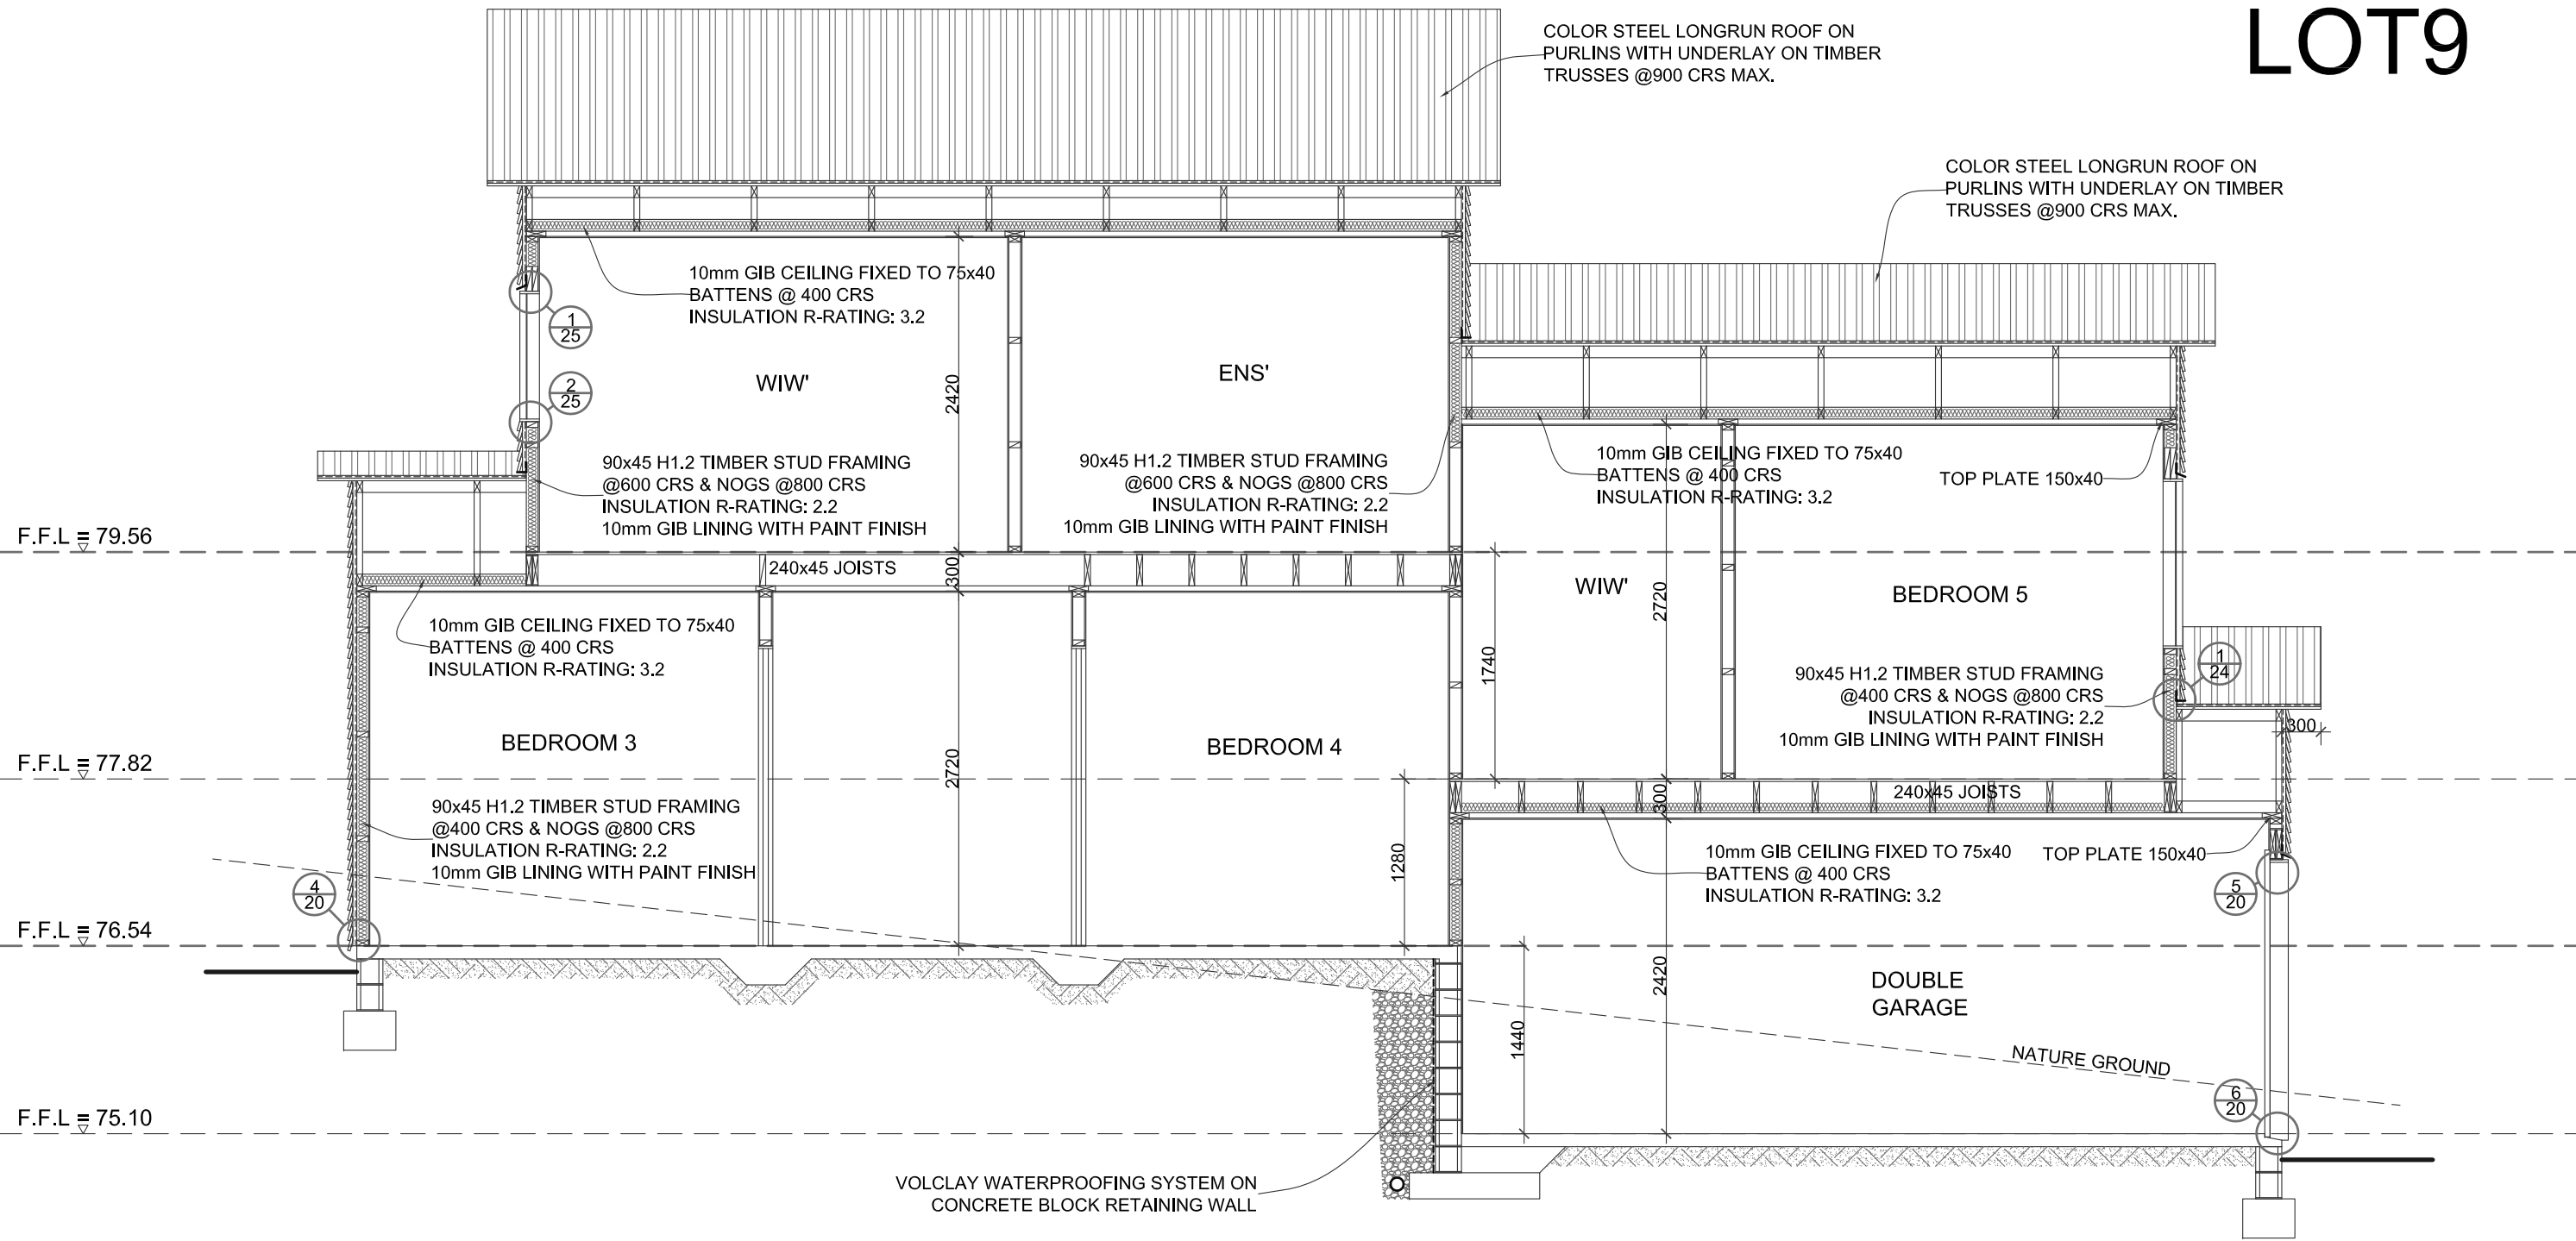 LOT9
COLOR STEEL LONGRUN ROOF ON
PURLINS WITH UNDERLAY ON TIMBER
TRUSSES @900 CRS MAX.
COLOR STEEL LONGRUN ROOF ON
PURLINS WITH UNDERLAY ON TIMBER
TRUSSES @900 CRS MAX.
10mm GIB CEILING FIXED TO 75x40
BATTENS @ 400 CRS
INSULATION R-RATING: 3.2
1
25
2
25
WIW'
2420
ENS'
90x45 H1.2 TIMBER STUD FRAMING
@600 CRS & NOGS @800 CRS
INSULATION R-RATING: 2.2
10mm GIB LINING WITH PAINT FINISH
90x45 H1.2 TIMBER STUD FRAMING
@600 CRS & NOGS @800 CRS
INSULATION R-RATING: 2.2
10mm GIB LINING WITH PAINT FINISH
10mm GIB CEILING FIXED TO 75x40
BATTENS @ 400 CRS
INSULATION R-RATING: 3.2
TOP PLATE 150x40
F.F.L = 79.56
240x45 JOISTS
300
WIW'
2720
BEDROOM 5
10mm GIB CEILING FIXED TO 75x40
BATTENS @ 400 CRS
INSULATION R-RATING: 3.2
1740
90x45 H1.2 TIMBER STUD FRAMING
@400 CRS & NOGS @800 CRS
INSULATION R-RATING: 2.2
10mm GIB LINING WITH PAINT FINISH
1
24
300
BEDROOM 3
2720
BEDROOM 4
F.F.L = 77.82
300
240x45 JOISTS
90x45 H1.2 TIMBER STUD FRAMING
@400 CRS & NOGS @800 CRS
INSULATION R-RATING: 2.2
10mm GIB LINING WITH PAINT FINISH
1280
10mm GIB CEILING FIXED TO 75x40
BATTENS @ 400 CRS
INSULATION R-RATING: 3.2
TOP PLATE 150x40
4
20
5
20
F.F.L = 76.54
2420
DOUBLE
GARAGE
1440
NATURE GROUND
6
20
F.F.L = 75.10
VOLCLAY WATERPROOFING SYSTEM ON
CONCRETE BLOCK RETAINING WALL